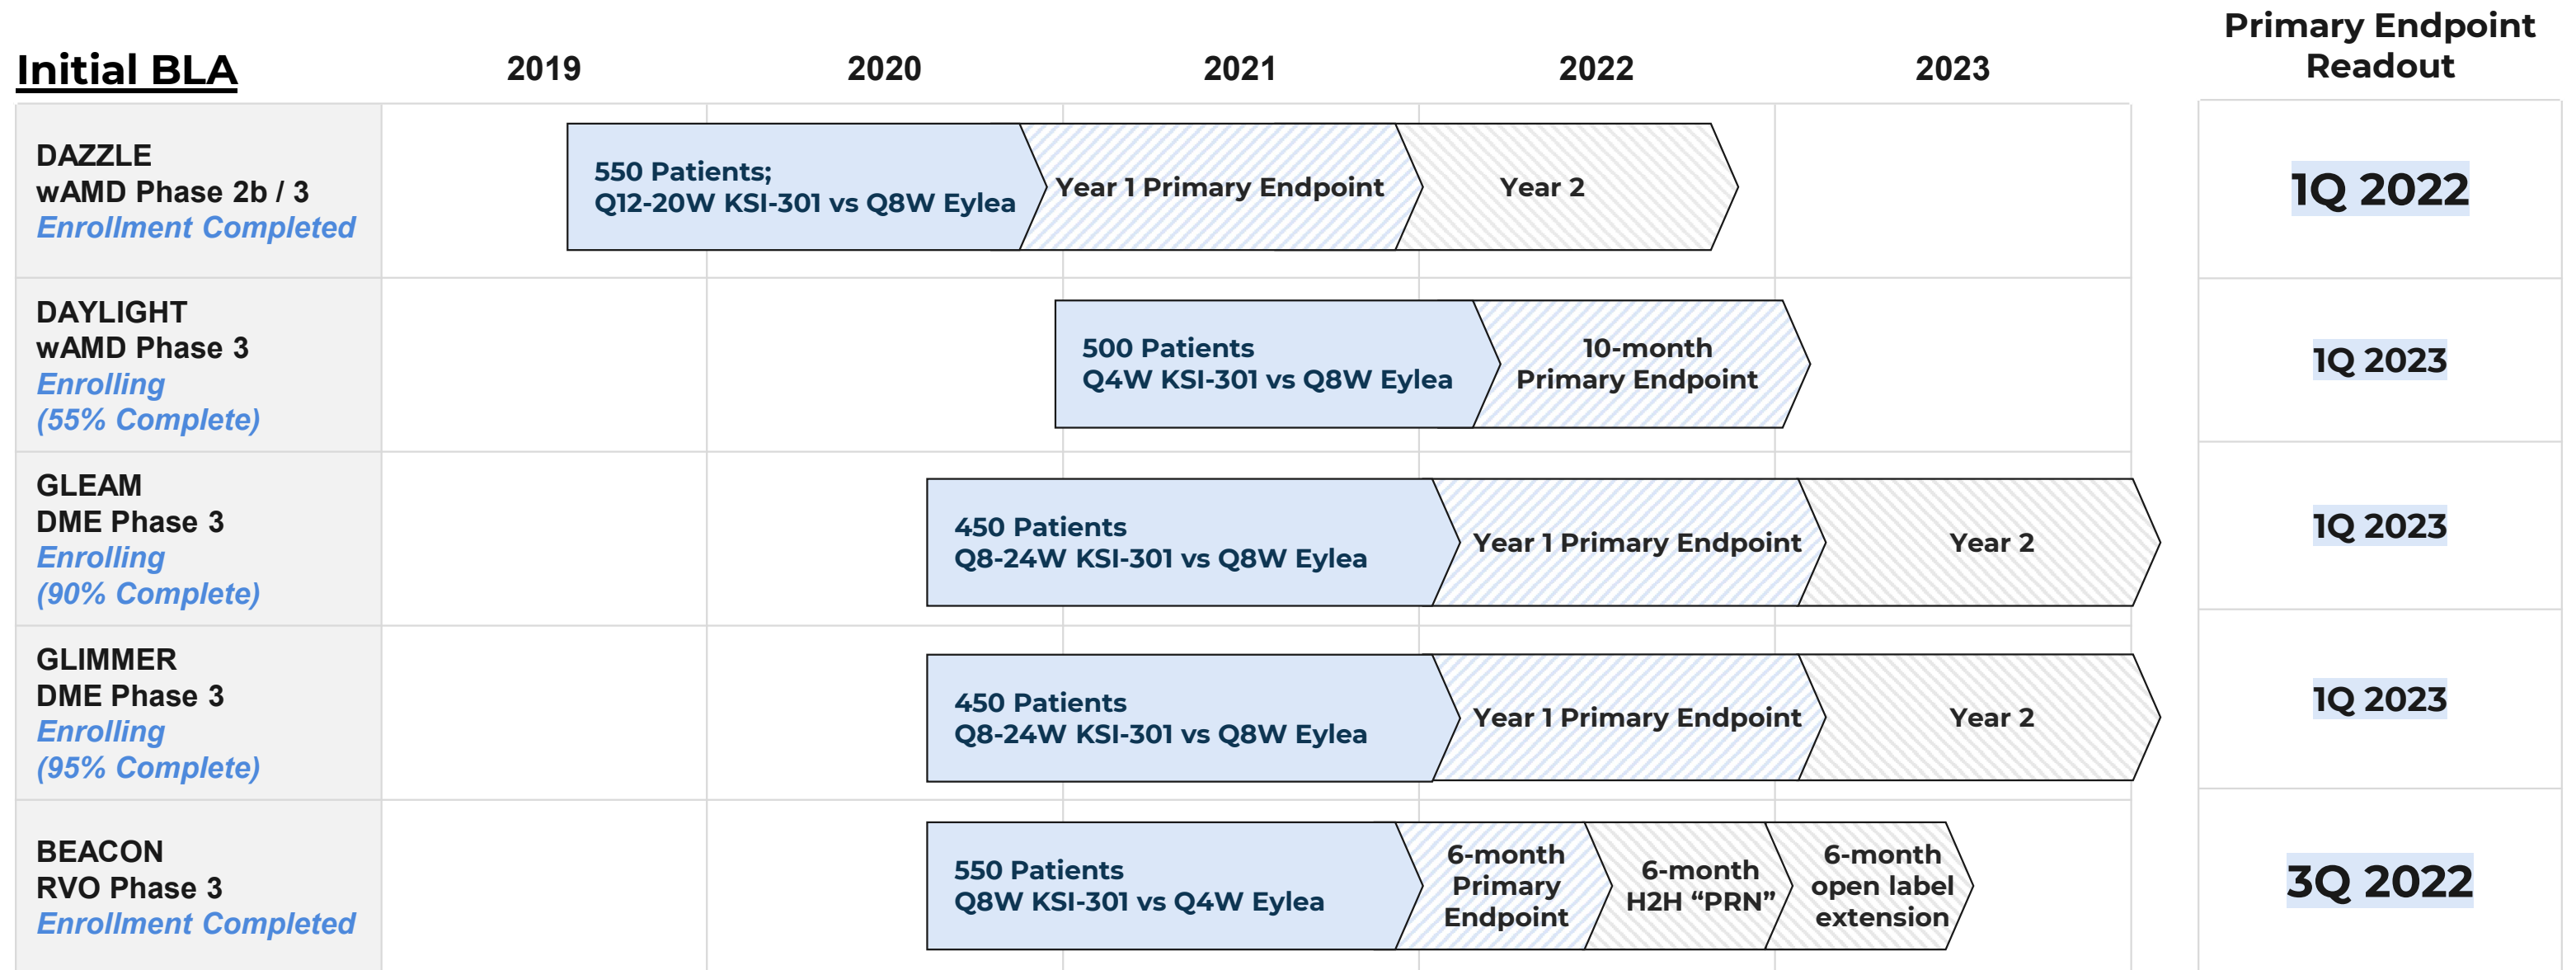 Initial BLA
2019
2020
2021
2022
2023
Primary Endpoint
Readout
DAZZLE
wAMD Phase 2b / 3
Enrollment Completed
550 Patients;
Q12-20W KSI-301 vs Q8W Eylea
Year 1 Primary Endpoint
Year 2
1Q 2022
DAYLIGHT
wAMD Phase 3
Enrolling
(55% Complete)
500 Patients
Q4W KSI-301 vs Q8W Eylea
10-month
Primary Endpoint
1Q 2023
GLEAM
DME Phase 3
Enrolling
(90% Complete)
450 Patients
Q8-24W KSI-301 vs Q8W Eylea
Year 1 Primary Endpoint
Year 2
1Q 2023
GLIMMER
DME Phase 3
Enrolling
(95% Complete)
450 Patients
Q8-24W KSI-301 vs Q8W Eylea
Year 1 Primary Endpoint
Year 2
1Q 2023
BEACON
RVO Phase 3
Enrollment Completed
550 Patients
Q8W KSI-301 vs Q4W Eylea
6-month
Primary
Endpoint
6-month
H2H “PRN”
6-month
open label
extension
3Q 2022